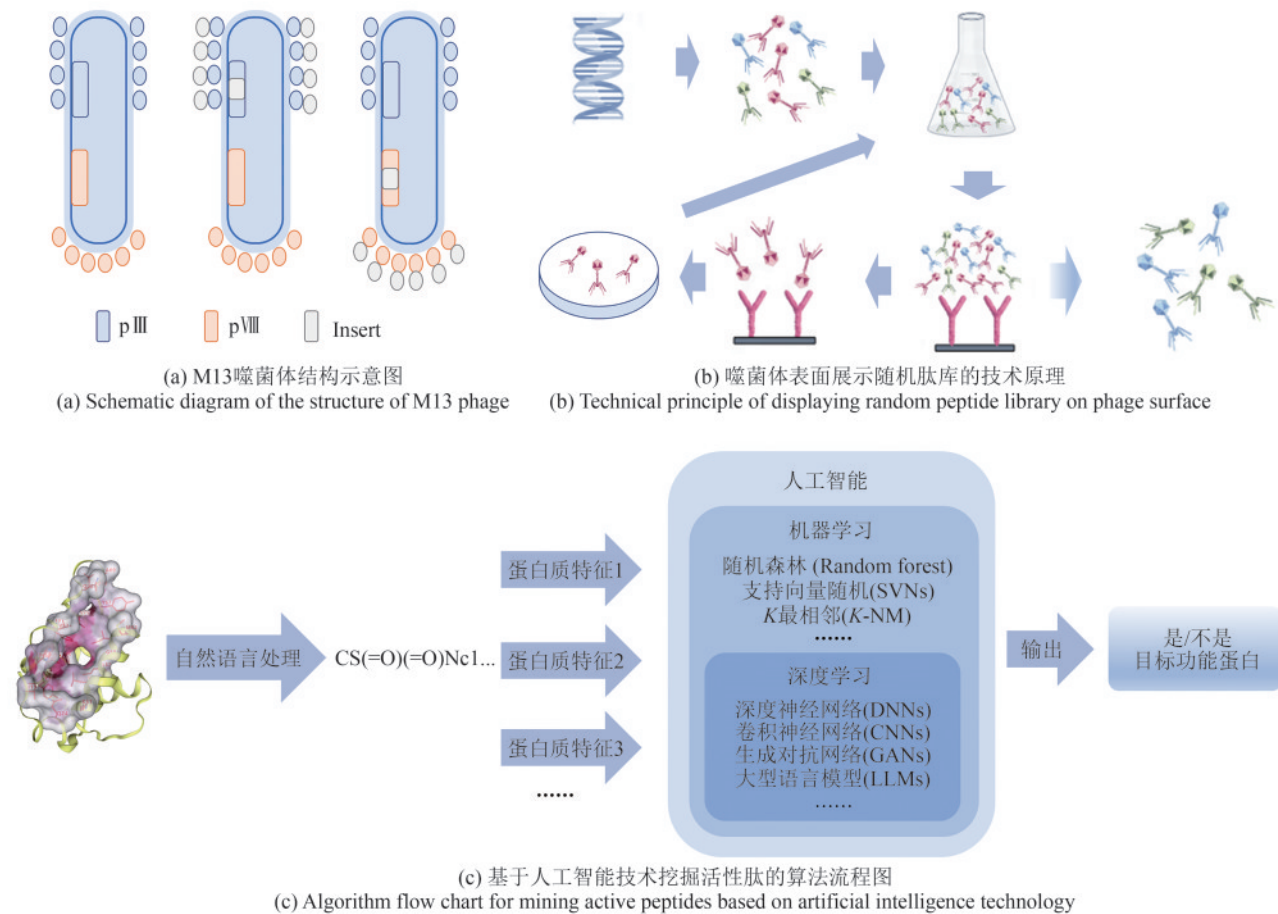 pⅢ
pⅧ
Insert
(a) M13噬菌体结构示意图
(a) Schematic diagram of the structure of M13 phage
(b) 噬菌体表面展示随机肽库的技术原理
(b) Technical principle of displaying random peptide library on phage surface
自然语言处理
CS(=O)(=O)Nc1...
蛋白质特征1
蛋白质特征2
蛋白质特征3
......
人工智能
机器学习
随机森林 (Random forest)
支持向量随机(SVNs)
K最相邻(K-NM)
......
深度学习
深度神经网络(DNNs)
卷积神经网络(CNNs)
生成对抗网络(GANs)
大型语言模型(LLMs)
......
输出
是/不是
目标功能蛋白
(c) 基于人工智能技术挖掘活性肽的算法流程图
(c) Algorithm flow chart for mining active peptides based on artificial intelligence technology